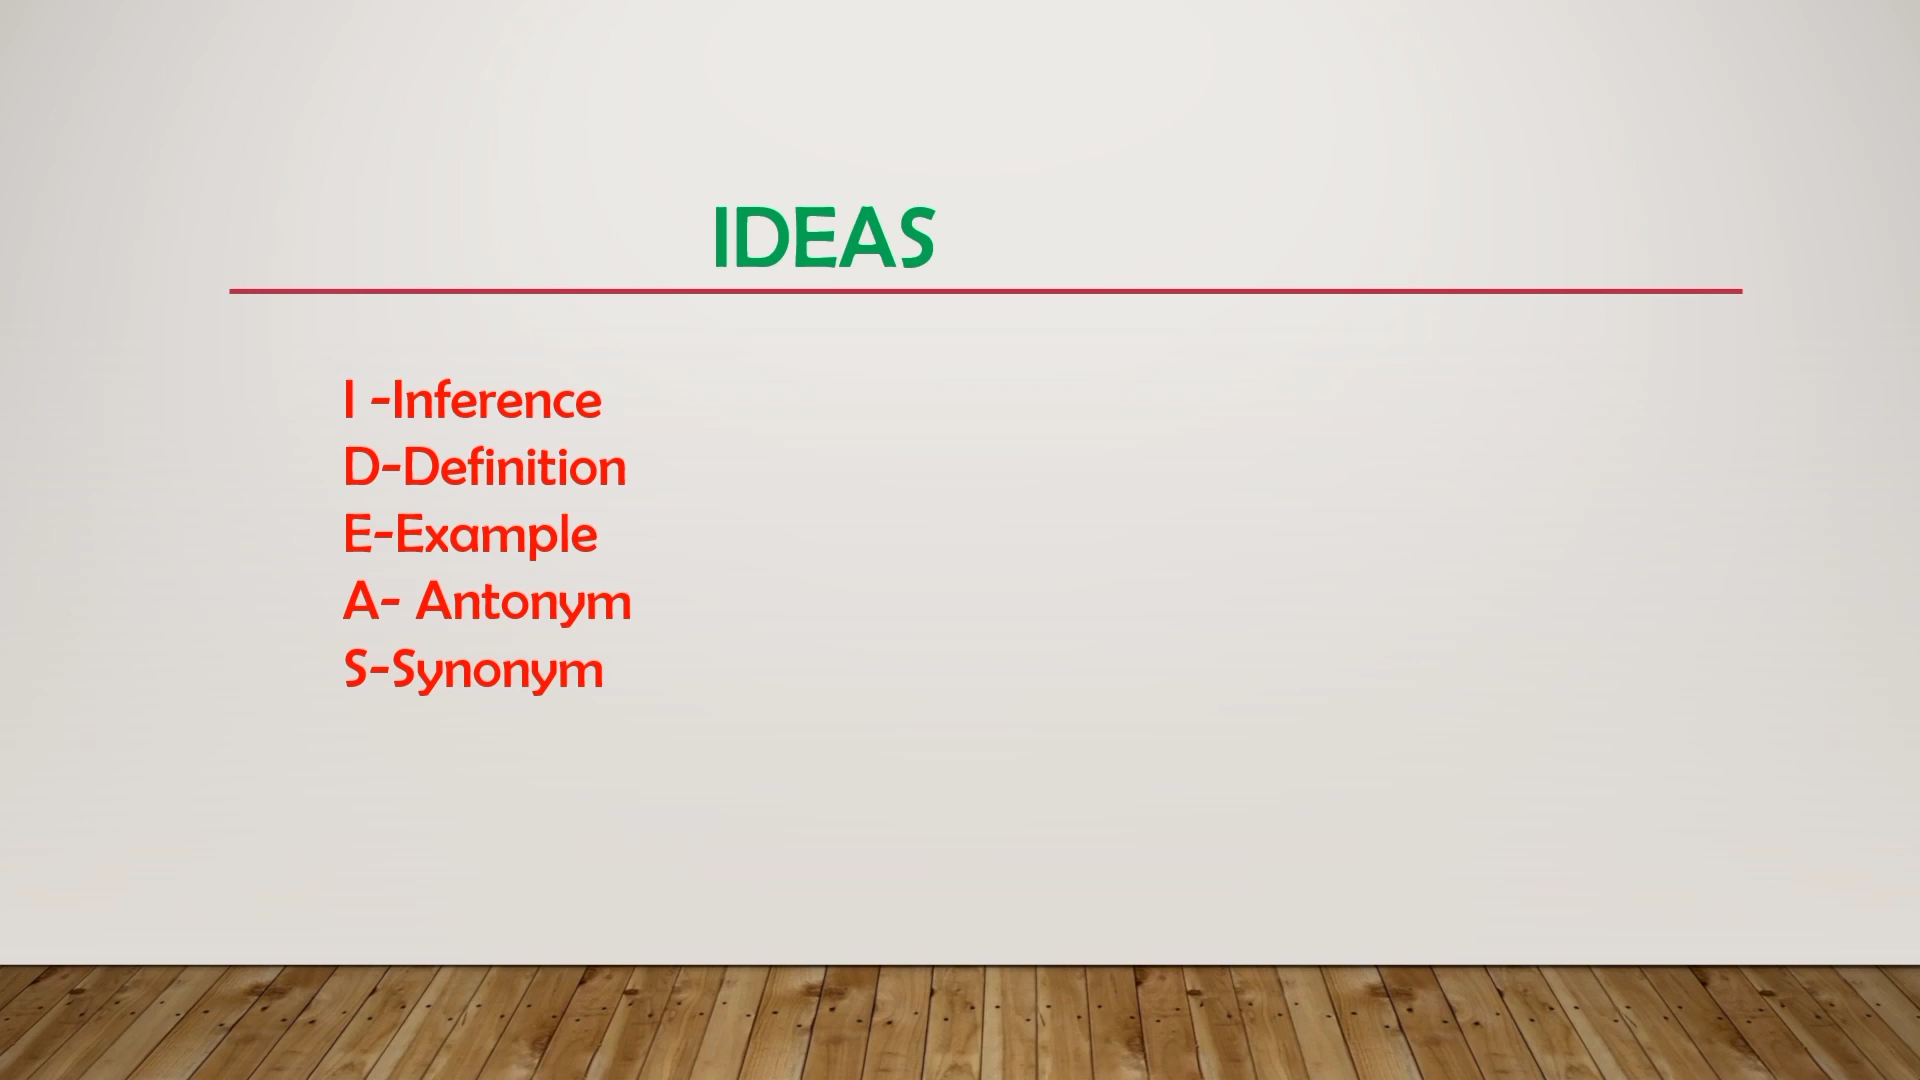 IDEAS
I -Inference
D-Definition
E-Example
A- Antonym
S-Synonym